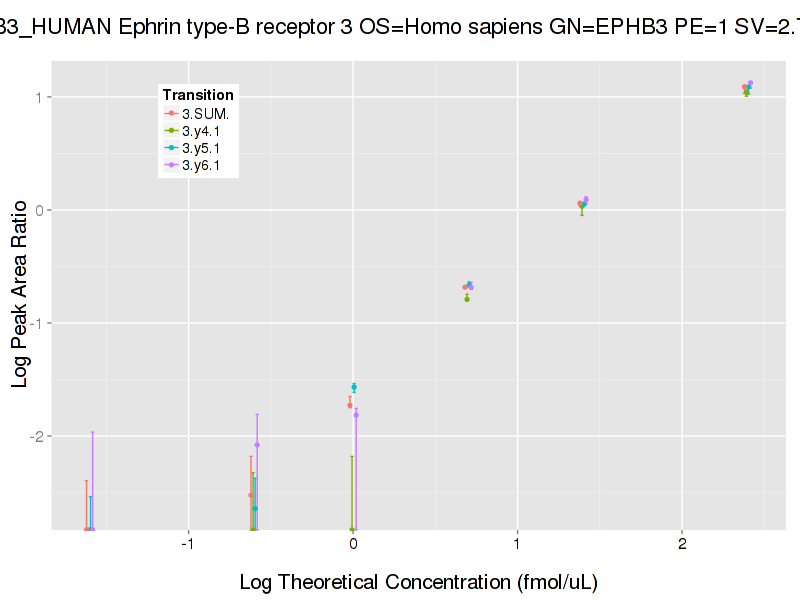 B3_HUMAN Ephrin type-B receptor 3 OS=Homo sapiens GN=EPHB3 PE=1 SV=2.
Transition
3.SUM.
3.y4.1
3.y5.1
3.y6.1
1
0
-1
-2
Log Peak Area Ratio
-1
0
1
2
Log Theoretical Concentration (fmol/uL)